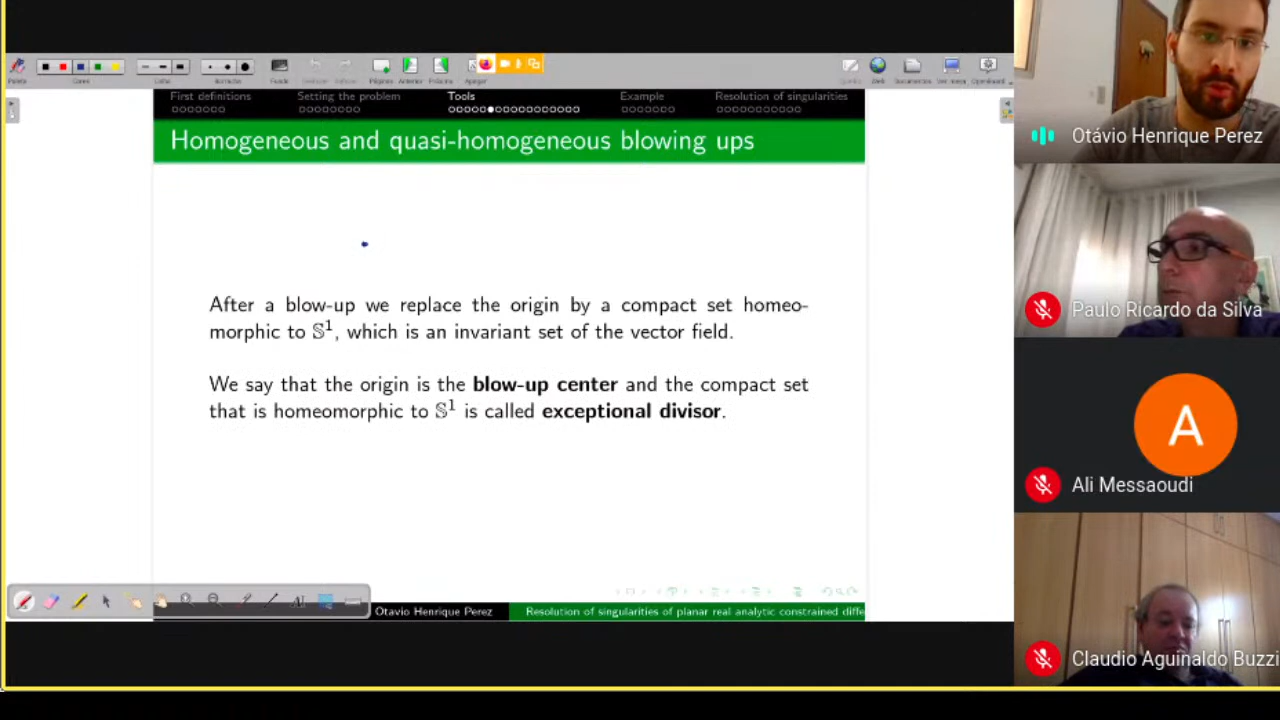 First definitions Setting the problem Tools Example Resolution of singularities
Homogeneous and quasi-homogeneous blowing ups
After a blow-up we replace the origin by a compact set homeo-
morphic to 𝕊¹, which is an invariant set of the vector field.
We say that the origin is the blow-up center and the compact set
that is homeomorphic to 𝕊¹ is called exceptional divisor.
Otavio Henrique Perez Resolution of singularities of planar real analytic constrained diffe
Otávio Henrique Perez
Paulo Ricardo da Silva
A
Ali Messaoudi
Claudio Aguinaldo Buzzi